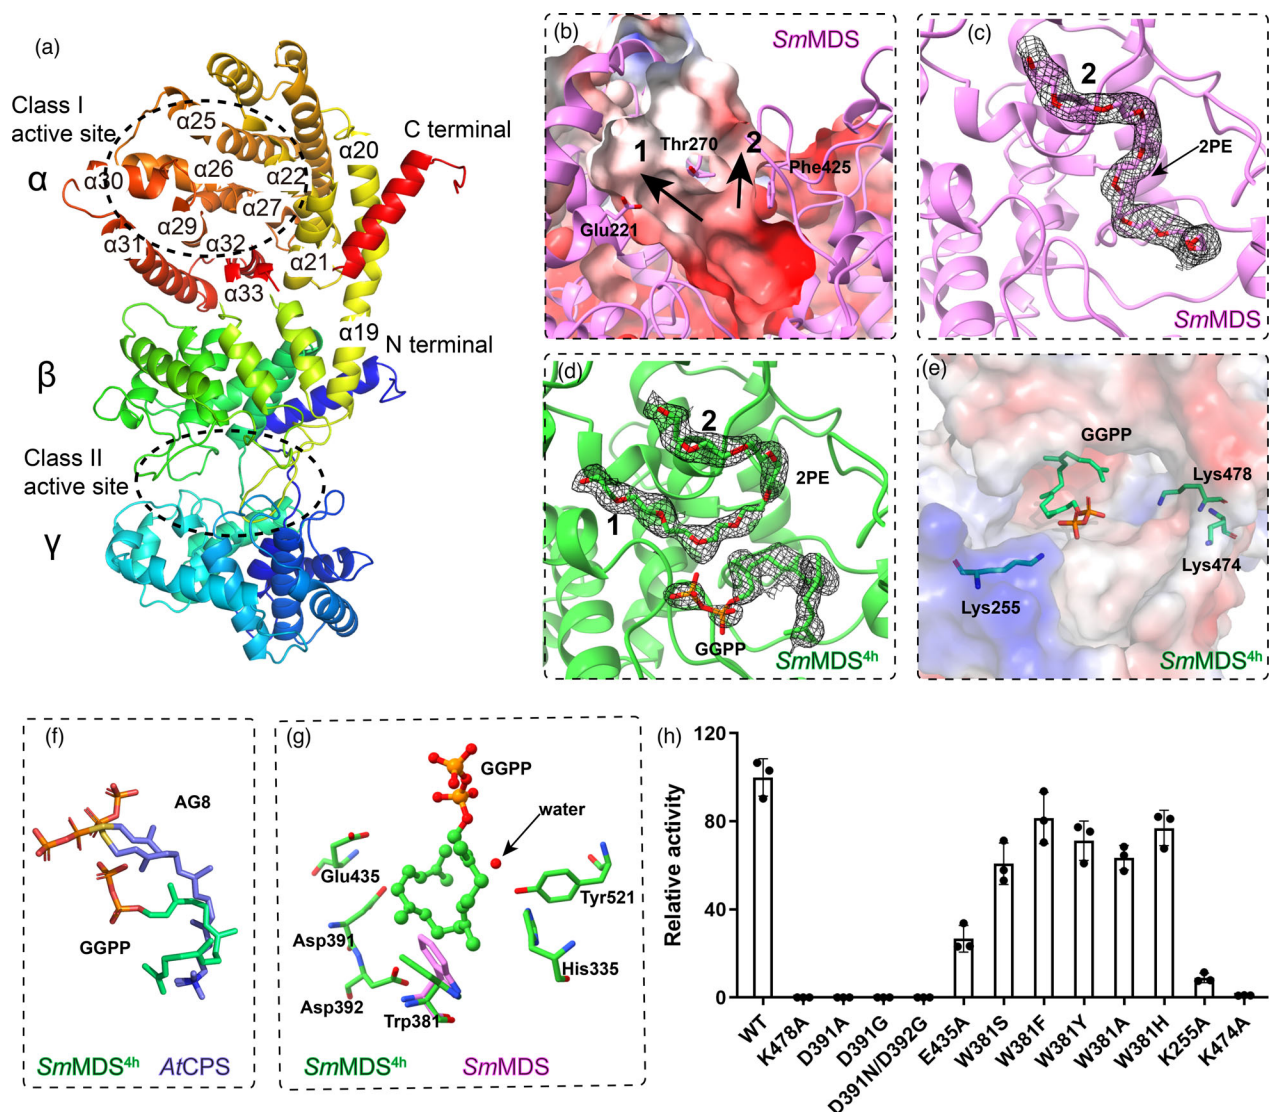 (a)
Class I
active site
α
α25
α20
C terminal
α30
α26
α22
α29
α27
α31
α32
α21
α33
α19
N terminal
β
Class II
active site
γ
(b)
SmMDS
1
Thr270
2
Phe425
Glu221
(c)
2
2PE
SmMDS
(d)
2
2PE
1
GGPP
SmMDS4h
(e)
GGPP
Lys478
Lys474
Lys255
SmMDS4h
(f)
AG8
GGPP
SmMDS4h AtCPS
(g)
GGPP
water
Glu435
Tyr521
Asp391
His335
Asp392
Trp381
SmMDS4h SmMDS
(h)
Relative activity
120
80
40
0
WT
K478A
D391A
D391G
D391N/D392G
E435A
W381S
W381F
W381Y
W381A
W381H
K255A
K474A